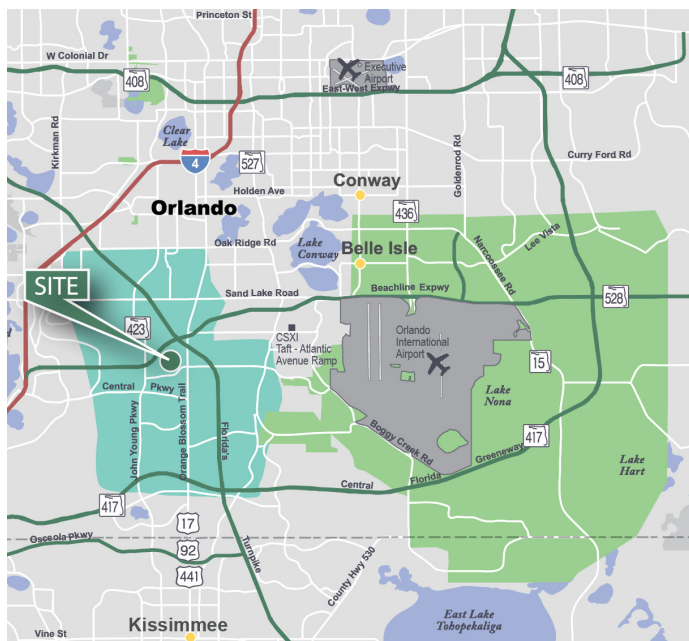 Princeton St
W Colonial Dr
408
Executive
Airport
East-West Expwy
408
Kirkman Rd
Clear
Lake
4
527
Goldenrod Rd
Curry Ford Rd
Holden Ave
Conway
436
Orlando
Oak Ridge Rd
Lake
Conway
Belle Isle
Narcoossee Rd
Lee Vista
SITE
Sand Lake Road
Beachline Expwy
528
423
CSXI
Taft - Atlantic
Avenue Ramp
Orlando
International
Airport
15
Central Pkwy
Lake
Nona
John Young Pkwy
Orange Blossom Trail
Florida's
Boggy Creek Rd
417
Greeneway
Lake
Hart
Central
Florida
417
17
Osceola Pkwy
92
Turnpike
441
County Hwy 530
East Lake
Tohopekaliga
Kissimmee
Vine St